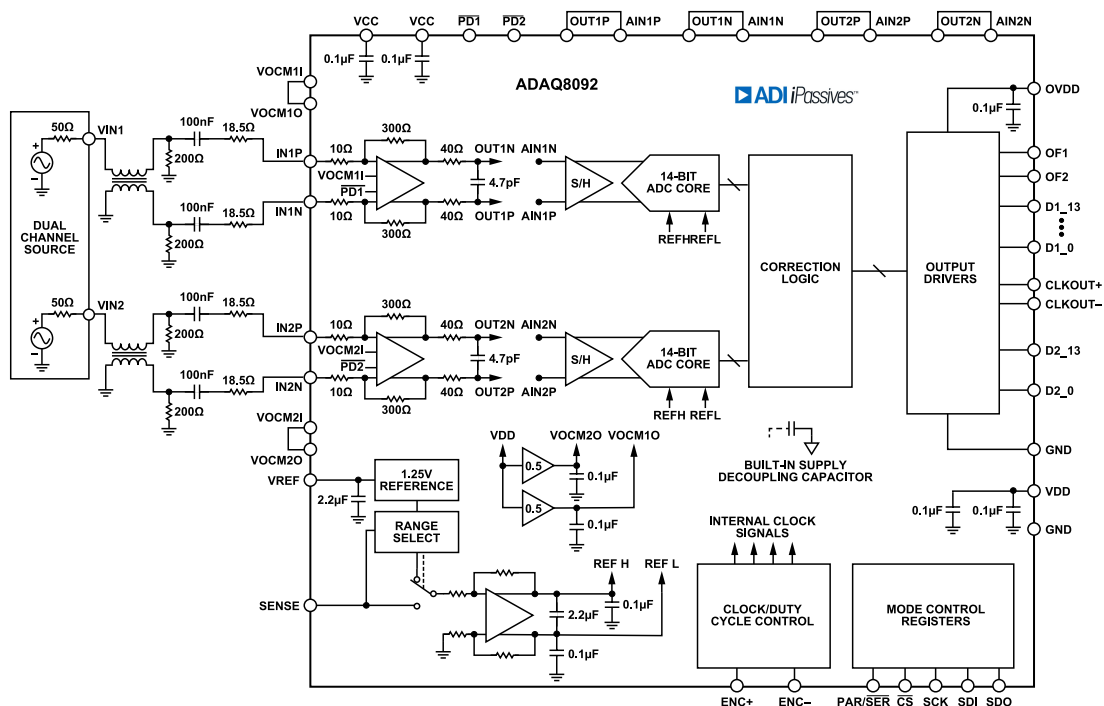 VCC
VCC
PD1
PD2
OUT1P
AIN1P
OUT1N
AIN1N
OUT2P
AIN2P
OUT2N
AIN2N
0.1µF
0.1µF
ADAQ8092
ADI iPassives™
OVDD
0.1µF
VOCM1I
VOCM1O
DUAL
CHANNEL
SOURCE
50Ω
VIN1
100nF
18.5Ω
200Ω
IN1P
100nF
18.5Ω
200Ω
IN1N
10Ω
300Ω
40Ω
OUT1N
AIN1N
VOCM1I
PD1
4.7pF
10Ω
300Ω
40Ω
OUT1P
AIN1P
S/H
14-BIT
ADC CORE
REFH
REFL
CORRECTION
LOGIC
OUTPUT
DRIVERS
OF1
OF2
D1_13
D1_0
CLKOUT+
CLKOUT–
D2_13
D2_0
GND
50Ω
VIN2
100nF
18.5Ω
200Ω
IN2P
100nF
18.5Ω
200Ω
IN2N
10Ω
300Ω
40Ω
OUT2N
AIN2N
VOCM2I
PD2
4.7pF
10Ω
300Ω
40Ω
OUT2P
AIN2P
S/H
14-BIT
ADC CORE
REFH
REFL
VOCM2I
VOCM2O
VREF
2.2µF
1.25V
REFERENCE
RANGE
SELECT
SENSE
VDD
VOCM2O
VOCM1O
0.5
0.1µF
0.5
0.1µF
REF H
REF L
2.2µF
0.1µF
0.1µF
BUILT-IN SUPPLY
DECOUPLING CAPACITOR
VDD
0.1µF
0.1µF
GND
INTERNAL CLOCK
SIGNALS
CLOCK/DUTY
CYCLE CONTROL
MODE CONTROL
REGISTERS
ENC+
ENC–
PAR/SER
CS
SCK
SDI
SDO